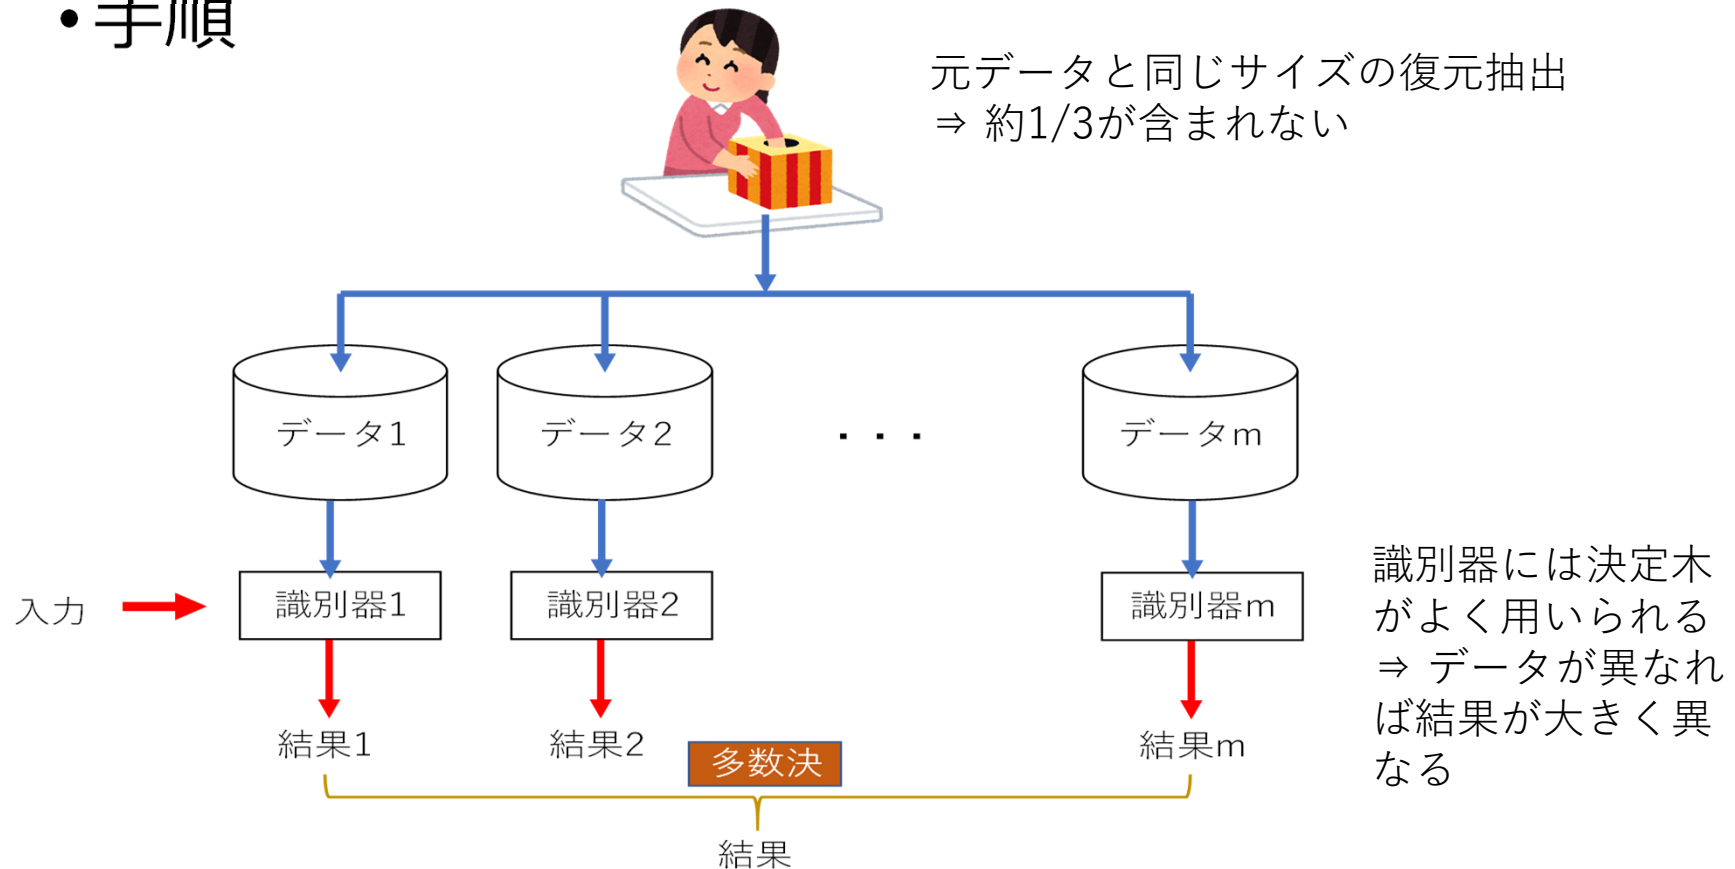 ・手順
元データと同じサイズの復元抽出
⇒ 約1/3が含まれない
データ1
データ2
・・・
データm
入力
識別器1
識別器2
識別器m
識別器には決定木
がよく用いられる
⇒ データが異なれ
ば結果が大きく異
なる
結果1
結果2
結果m
多数決
結果